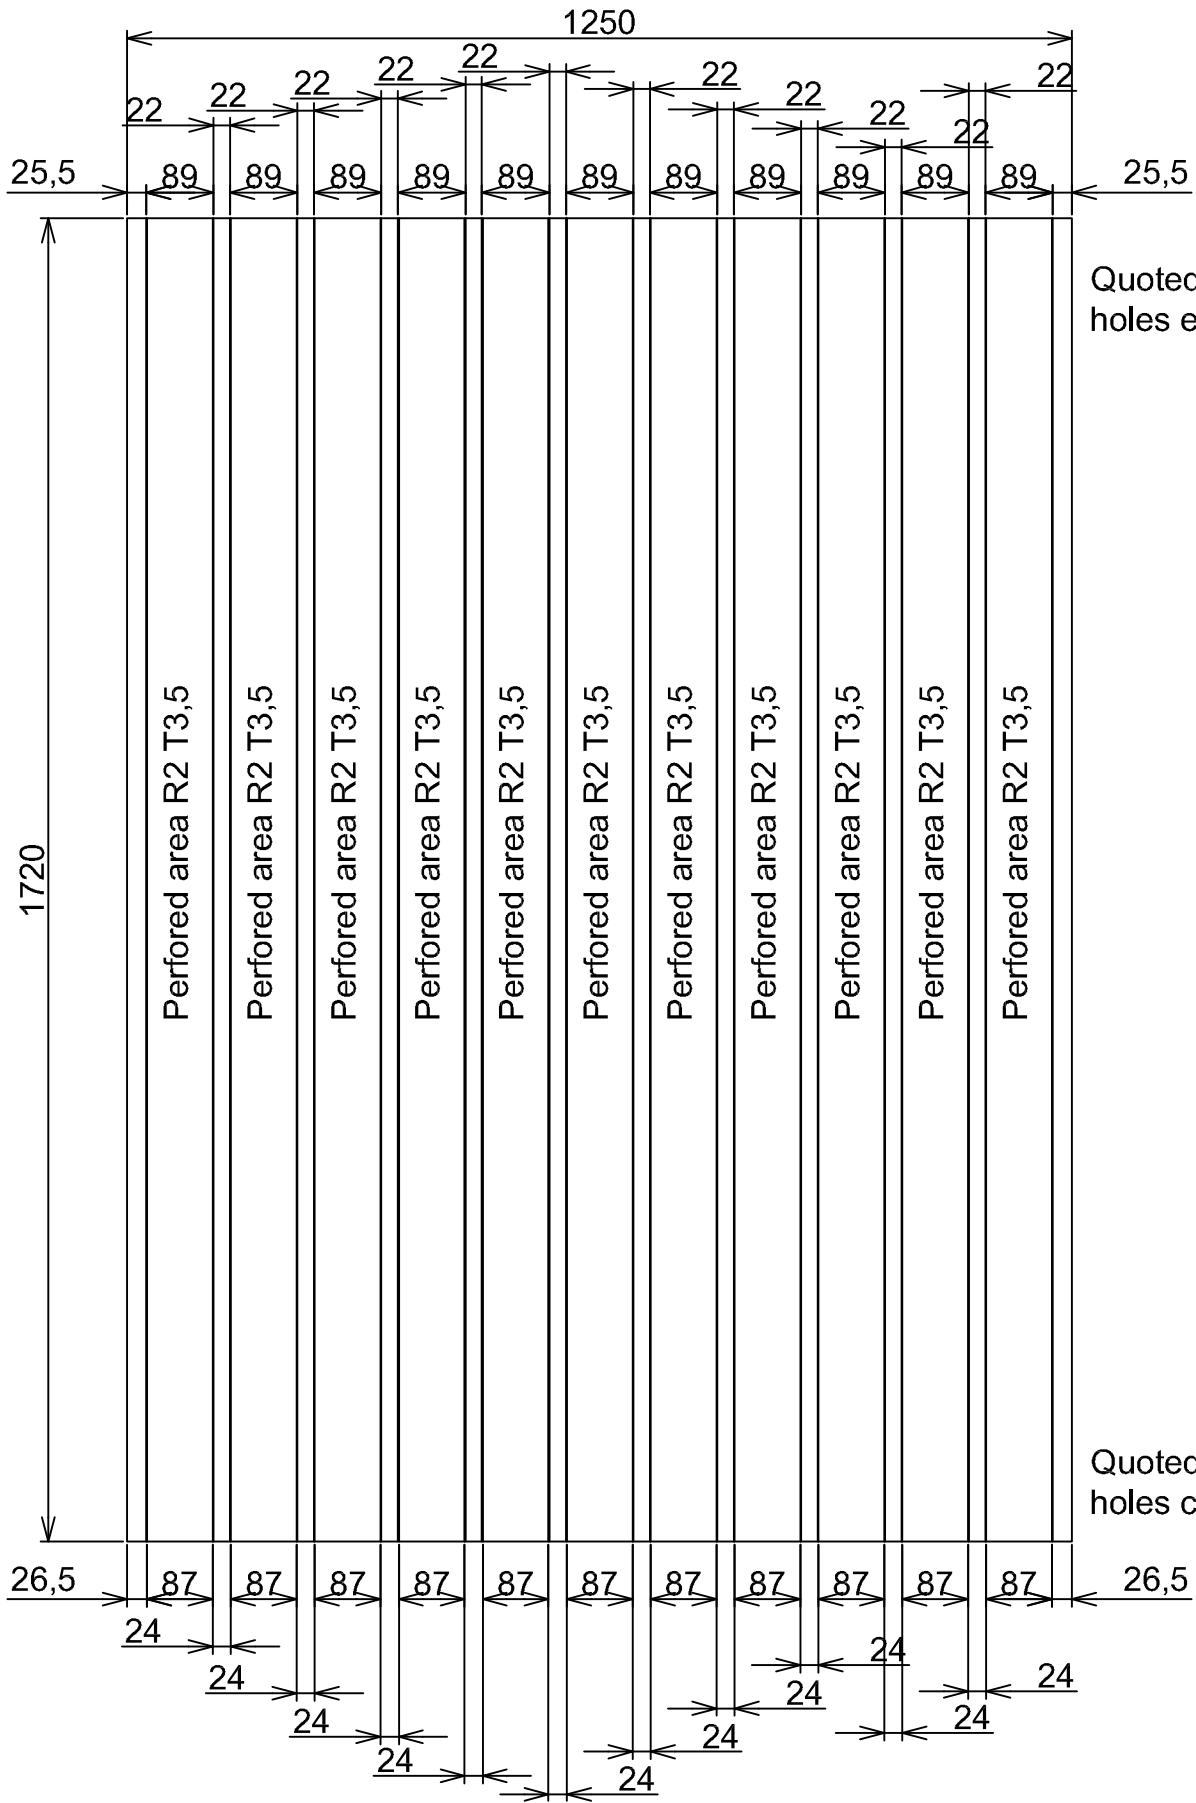 1250
22
22 22 22
22 22
22
22
22
22
25,5 89 89 89 89 89 89 89 89 89 89 89 25,5
Quoted
holes e
1720
Perfored area R2 T3,5
Perfored area R2 T3,5
Perfored area R2 T3,5
Perfored area R2 T3,5
Perfored area R2 T3,5
Perfored area R2 T3,5
Perfored area R2 T3,5
Perfored area R2 T3,5
Perfored area R2 T3,5
Perfored area R2 T3,5
Perfored area R2 T3,5
Quoted
holes c
26,5 87 87 87 87 87 87 87 87 87 87 87 26,5
24
24
24 24
24
24 24
24
24
24